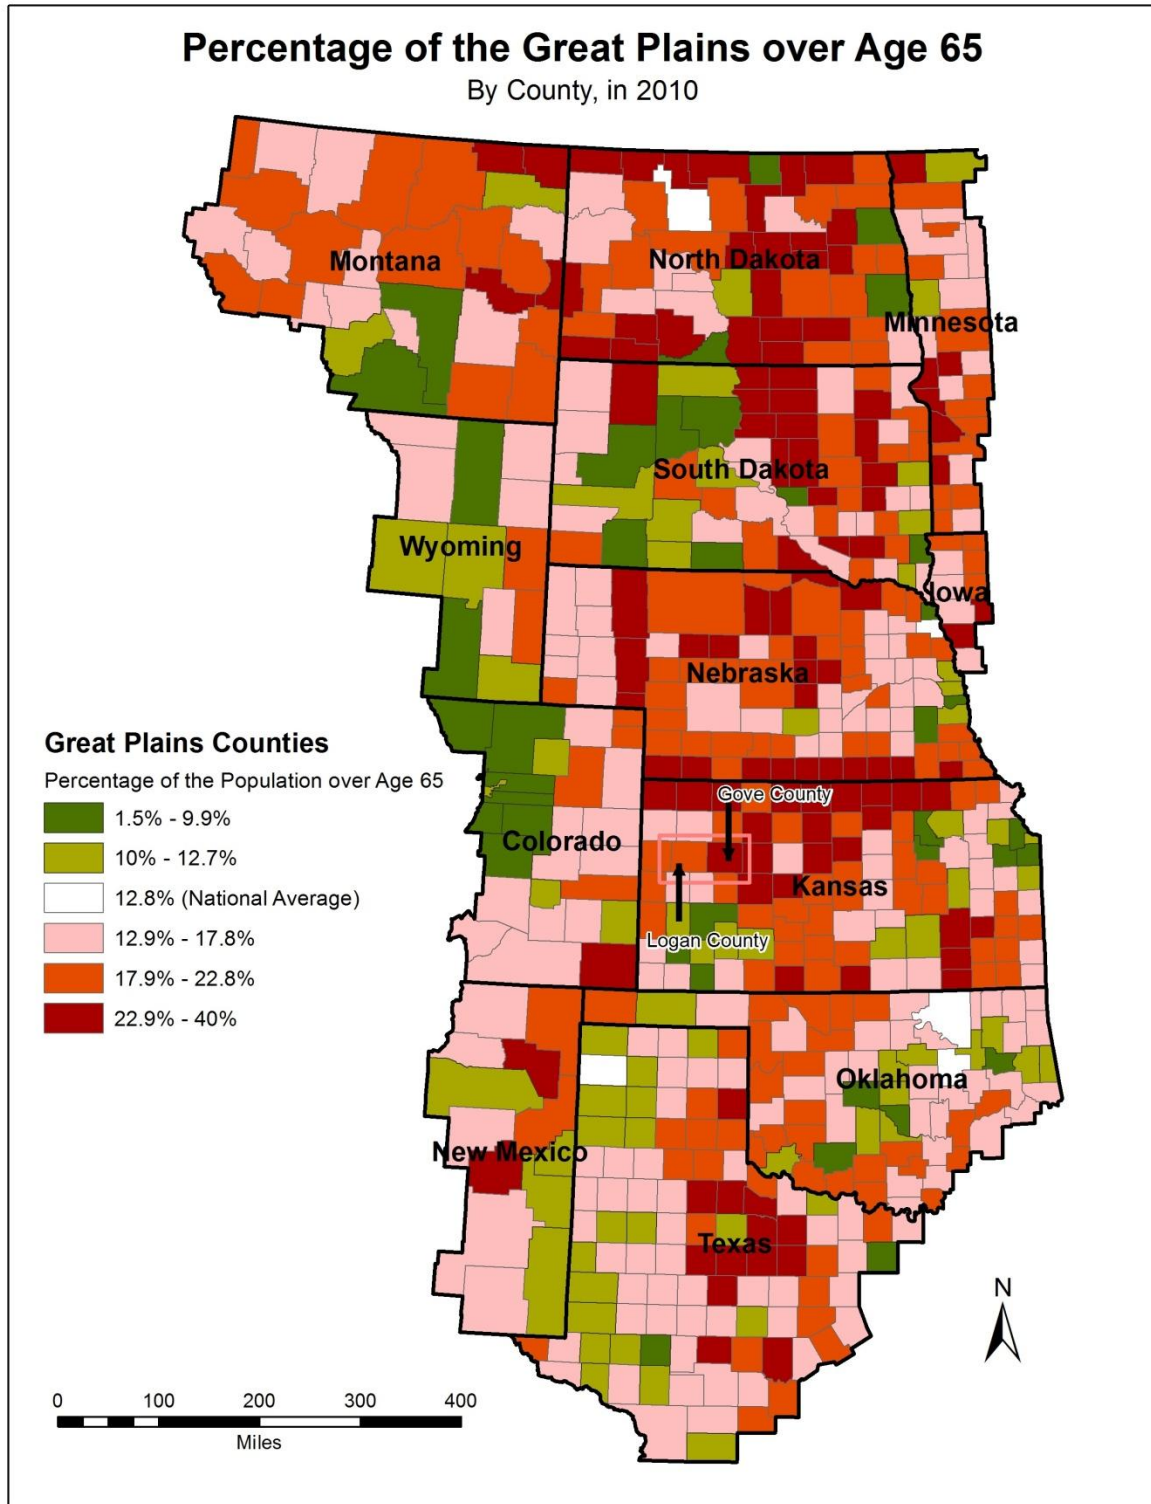 Percentage of the Great Plains over Age 65
By County, in 2010
Montana
North Dakota
Minnesota
South Dakota
Wyoming
Iowa
Nebraska
Great Plains Counties
Percentage of the Population over Age 65
1.5% - 9.9%
10% - 12.7%
12.8% (National Average)
12.9% - 17.8%
17.9% - 22.8%
22.9% - 40%
Gove County
Colorado
Kansas
Logan County
Oklahoma
New Mexico
Texas
N
0 100 200 300 400
Miles